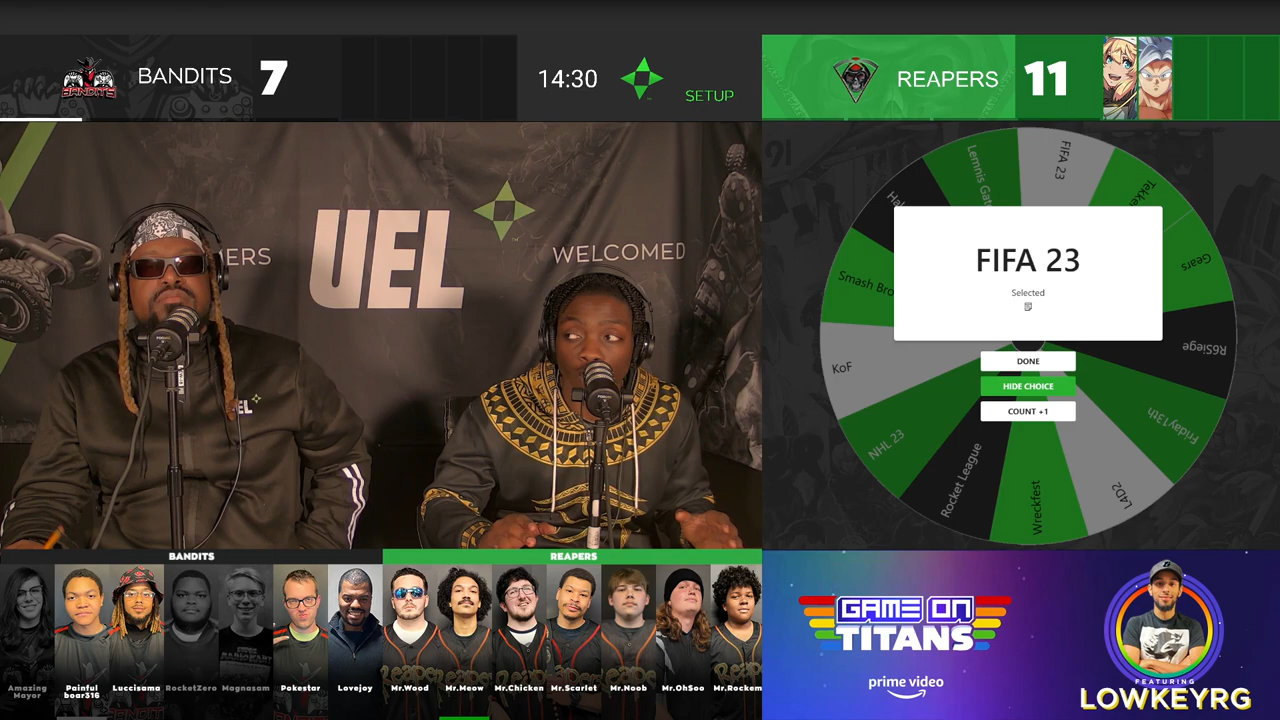 BANDITS
7
14:30
SETUP
REAPERS
11
BANDITS
UEL
WELCOMED
ERS
EL
FIFA 23
Selected
DONE
HIDE CHOICE
COUNT +1
FIFA 23
Gears
R6Siege
Friday13th
L4D2
Wreckfest
Rocket League
NHL 23
KoF
Smash Bro
Lemnis Gat
BANDITS
REAPERS
Amazing Mayor
Painful boar316
Luccisama
RocketZero
Magnasam
Pokestar
Lovejoy
Mr.Wood
Mr.Meow
Mr.Chicken
Mr.Scarlet
Mr.Noob
Mr.OhSoo
Mr.Rockem
GAME ON
TITANS
prime video
FEATURING
LOWKEYRG